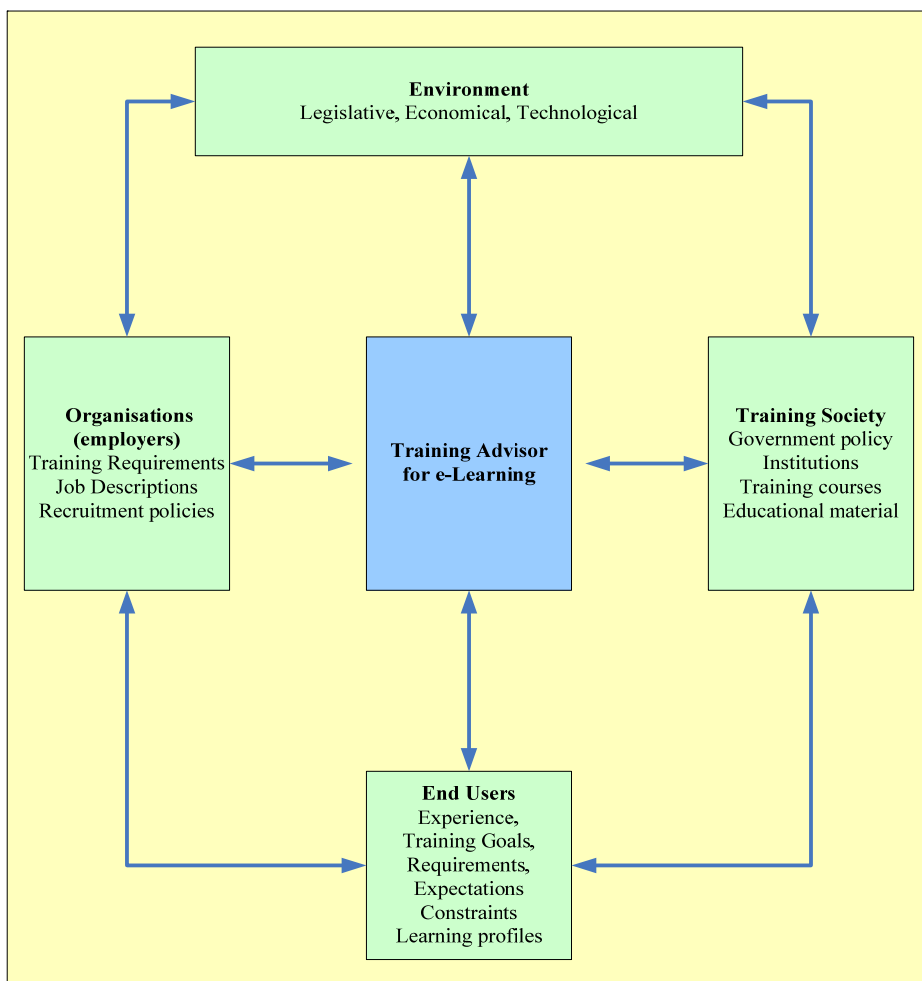 Environment
Legislative, Economical, Technological
Organisations
(employers)
Training Requirements
Job Descriptions
Recruitment policies
Training Advisor
for e-Learning
Training Society
Government policy
Institutions
Training courses
Educational material
End Users
Experience,
Training Goals,
Requirements,
Expectations
Constraints
Learning profiles